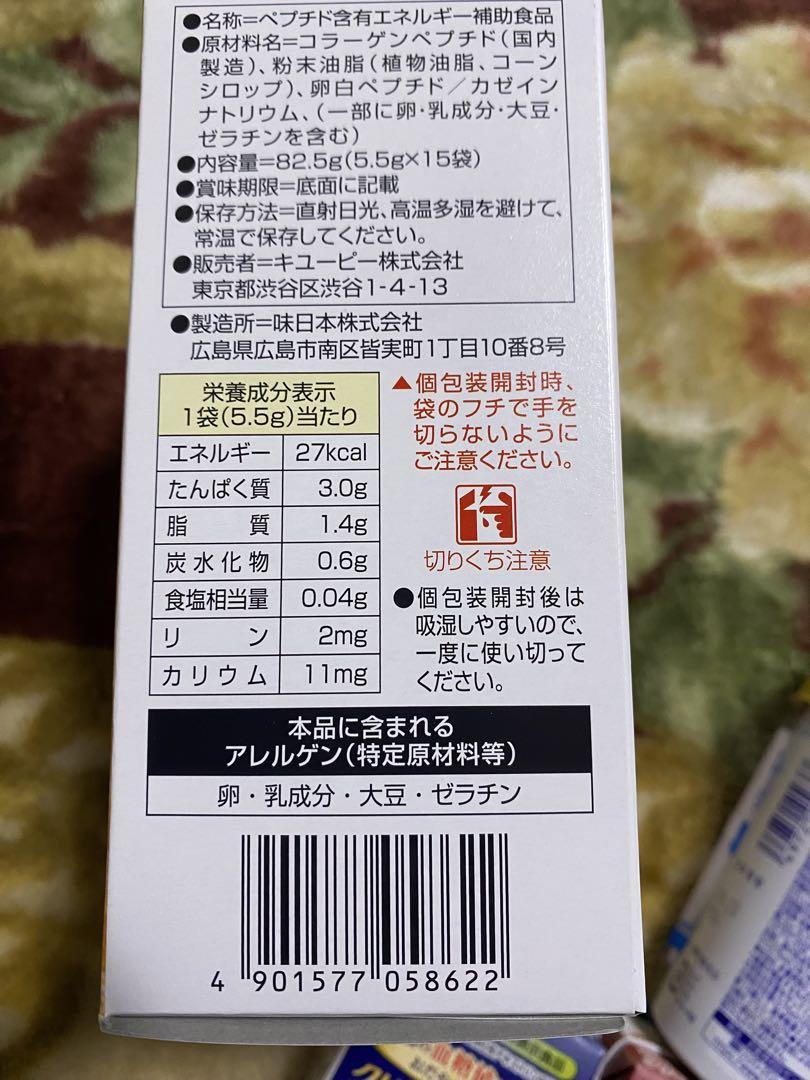 ●名称=ペプチド含有エネルギー補助食品
●原材料名=コラーゲンペプチド(国内
製造)、粉末油脂(植物油脂、コーン
シロップ)、卵白ペプチド/カゼイン
ナトリウム、(一部に卵・乳成分・大豆・
ゼラチンを含む)
●内容量=82.5g(5.5g×15袋)
●賞味期限=底面に記載
●保存方法=直射日光、高温多湿を避けて、
常温で保存してください。
●販売者=キユーピー株式会社
東京都渋谷区渋谷1-4-13
●製造所=味日本株式会社
広島県広島市南区皆実町1丁目10番8号
栄養成分表示
1袋(5.5g)当たり
エネルギー 27kcal
たんぱく質 3.0g
脂質 1.4g
炭水化物 0.6g
食塩相当量 0.04g
リン 2mg
カリウム 11mg
▲個包装開封時、
袋のフチで手を
切らないように
ご注意ください。
切りくち注意
●個包装開封後は
吸湿しやすいので、
一度に使い切って
ください。
本品に含まれる
アレルゲン(特定原材料等)
卵・乳成分・大豆・ゼラチン
4 901577 058622